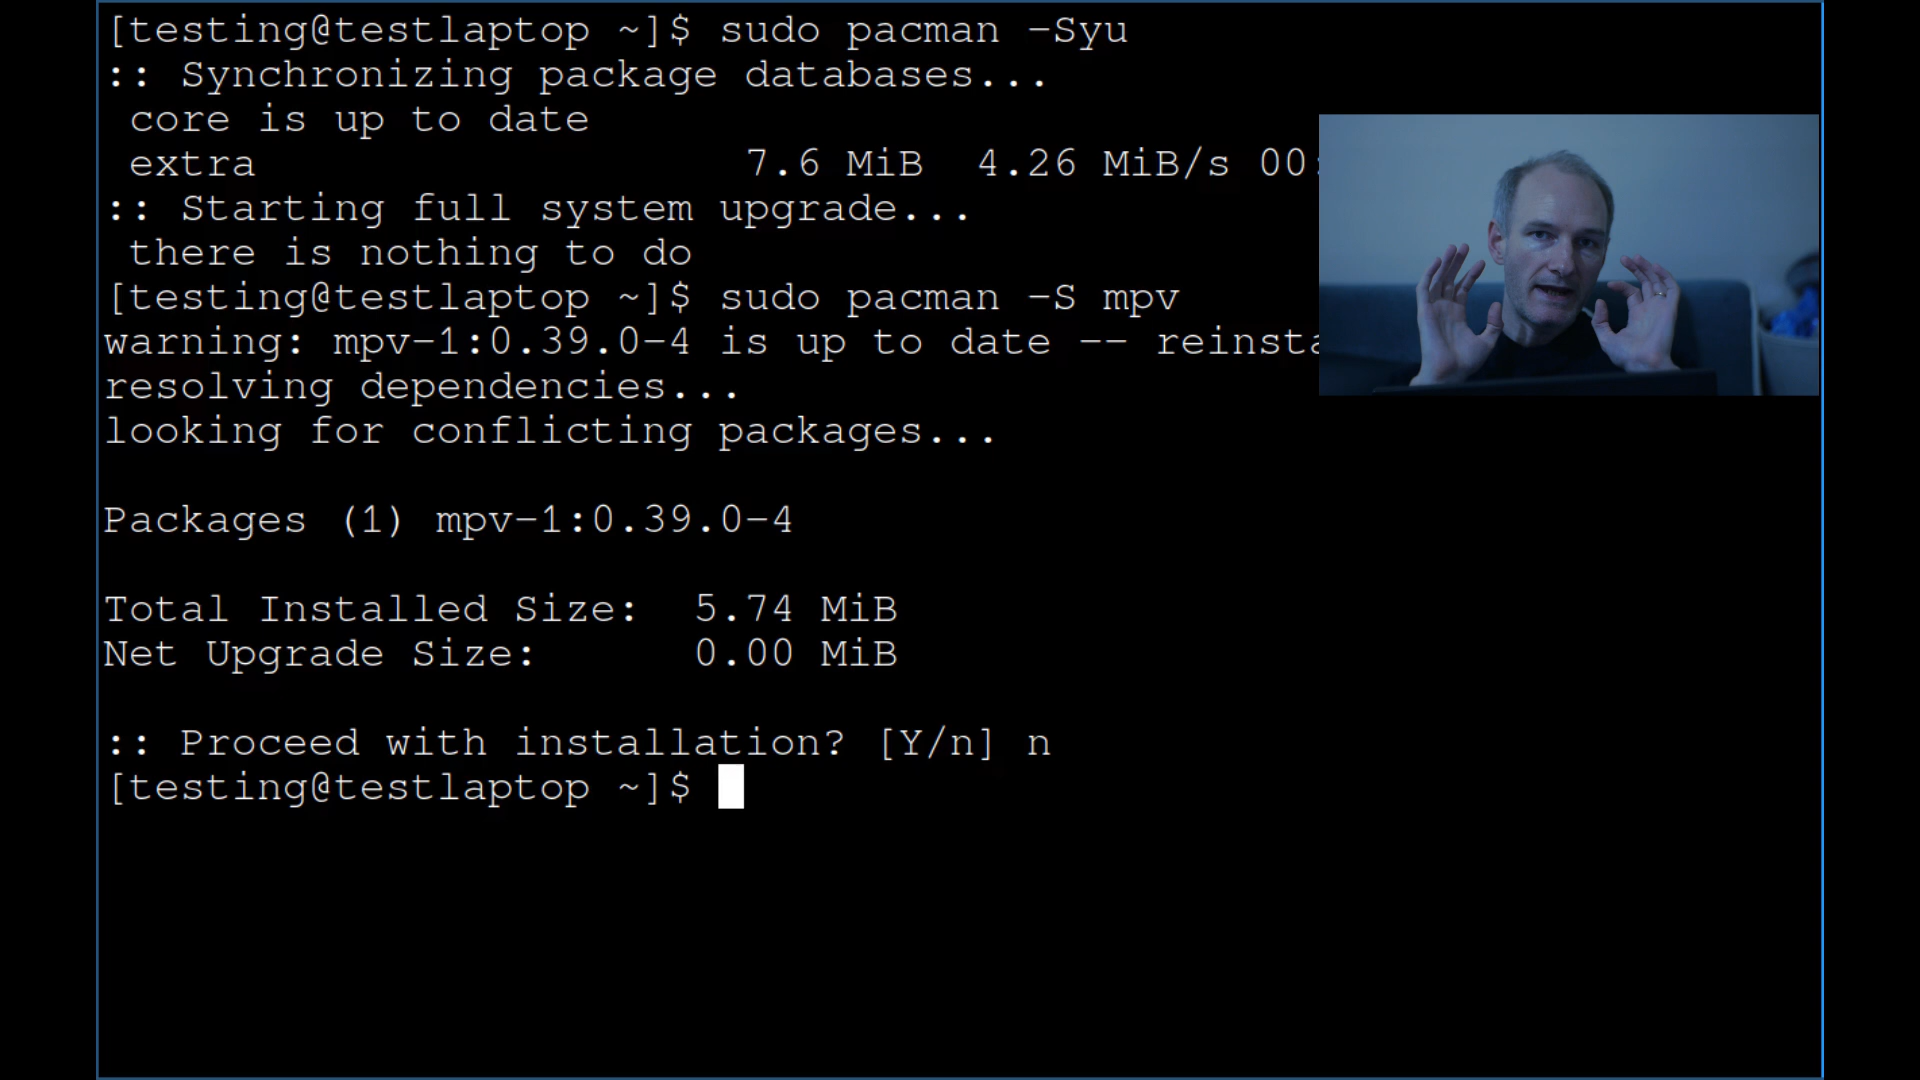 [testing@testlaptop ~]$ sudo pacman -Syu
:: Synchronizing package databases...
core is up to date
extra 7.6 MiB 4.26 MiB/s 00:
:: Starting full system upgrade...
there is nothing to do
[testing@testlaptop ~]$ sudo pacman -S mpv
warning: mpv-1:0.39.0-4 is up to date --
resolving dependencies...
looking for conflicting packages...
Packages (1) mpv-1:0.39.0-4
Total Installed Size: 5.74 MiB
Net Upgrade Size: 0.00 MiB
:: Proceed with installation? [Y/n] n
[testing@testlaptop ~]$